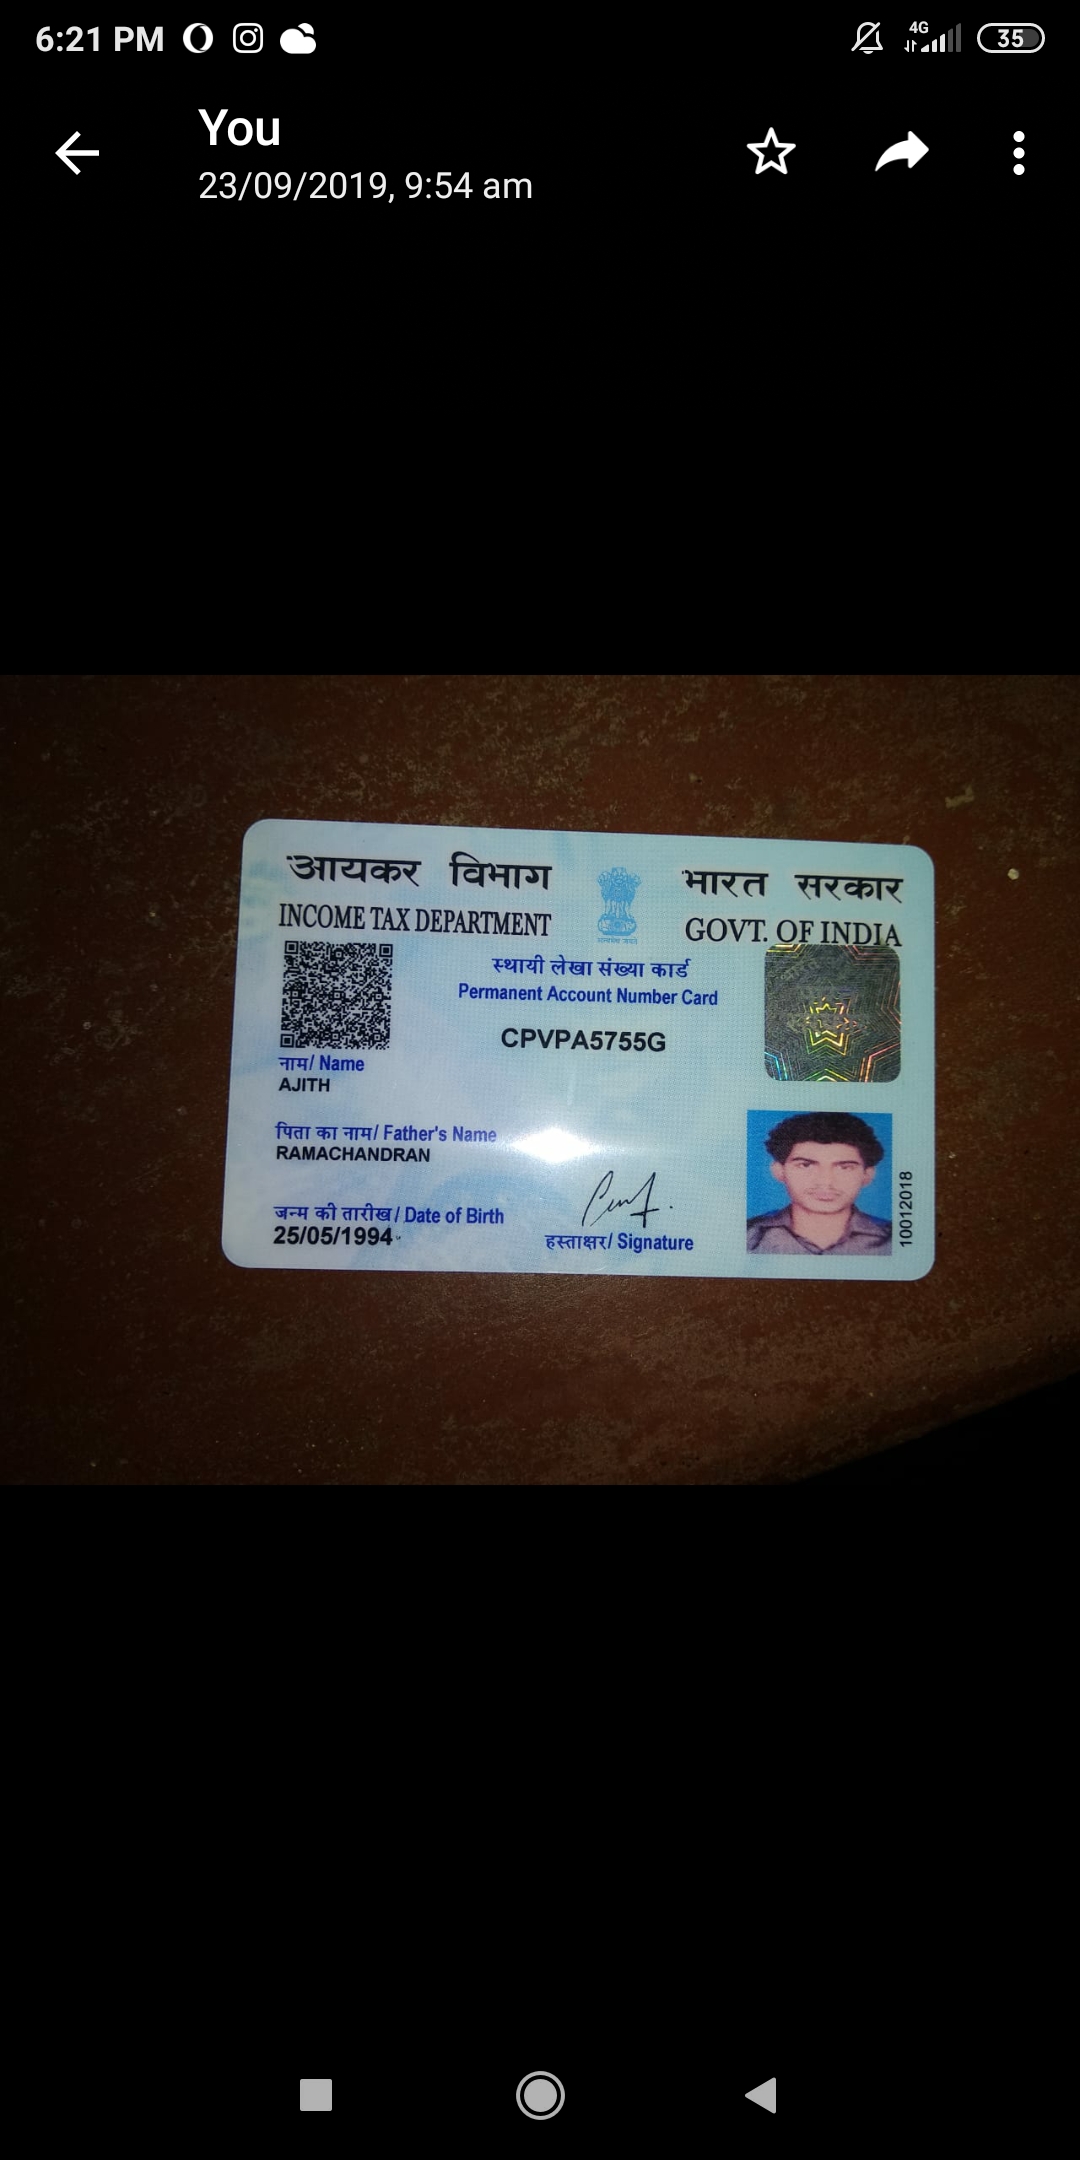 6:21 PM
4G
35
You
23/09/2019, 9:54 am
आयकर विभाग
INCOME TAX DEPARTMENT
भारत सरकार
GOVT. OF INDIA
स्थायी लेखा संख्या कार्ड
Permanent Account Number Card
CPVPA5755G
नाम/ Name
AJITH
पिता का नाम/ Father's Name
RAMACHANDRAN
जन्म की तारीख/ Date of Birth
25/05/1994
हस्ताक्षर/ Signature
10012018